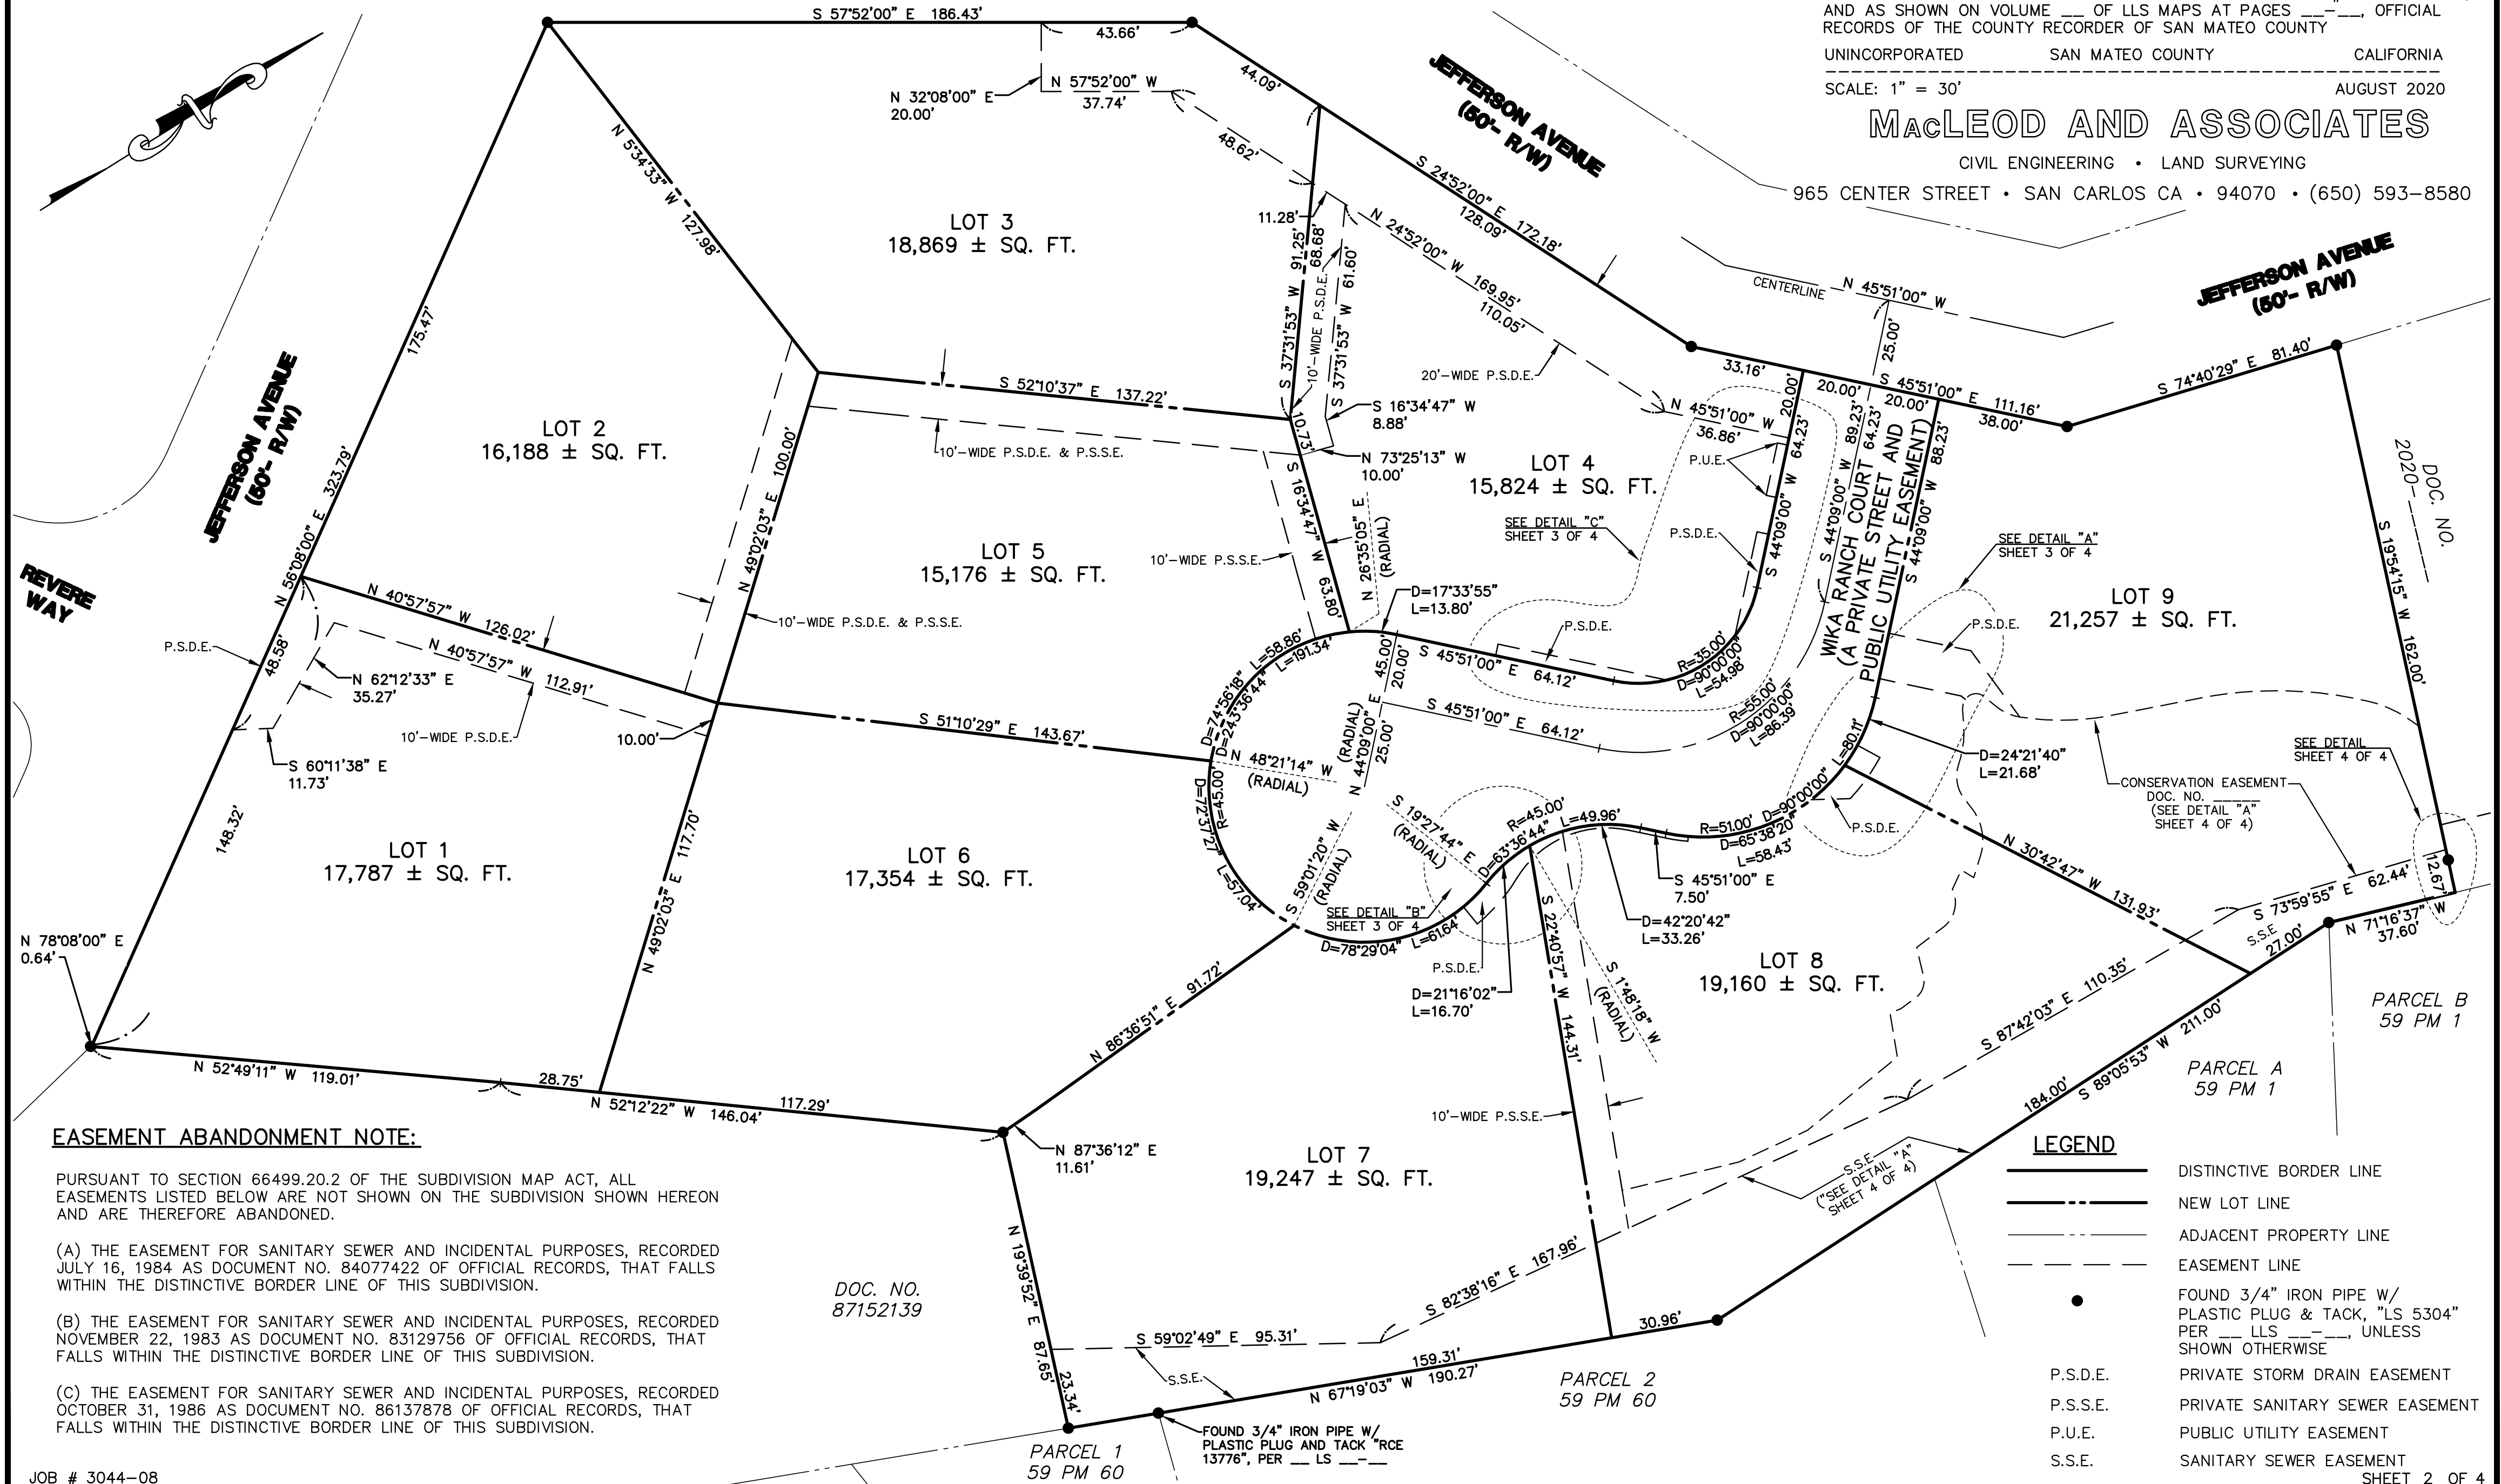 AND AS SHOWN ON VOLUME __ OF LLS MAPS AT PAGES __-__, OFFICIAL
RECORDS OF THE COUNTY RECORDER OF SAN MATEO COUNTY
UNINCORPORATED SAN MATEO COUNTY CALIFORNIA
SCALE: 1" = 30' AUGUST 2020
MACLEOD AND ASSOCIATES
CIVIL ENGINEERING • LAND SURVEYING
965 CENTER STREET • SAN CARLOS CA • 94070 • (650) 593-8580
S 57°52'00" E 186.43'
43.66'
N 32°08'00" E
20.00'
N 57°52'00" W
37.74'
48.62'
44.09'
JEFFERSON AVENUE
(50'- R/W)
S 24°52'00" E 172.18'
128.09'
N 24°52'00" W 169.95'
110.05'
11.28'
N 5°34'33" W 127.98'
LOT 3
18,869 ± SQ. FT.
S 37°31'53" W 91.25'
68.68'
10'-WIDE P.S.D.E.
S 37°31'53" W 61.60'
20'-WIDE P.S.D.E.
CENTERLINE
N 45°51'00" W
25.00'
JEFFERSON AVENUE
(50'- R/W)
33.16'
20.00'
20.00'
S 45°51'00" E 111.16'
38.00'
S 74°40'29" E 81.40'
175.47'
JEFFERSON AVENUE
(50'- R/W)
N 56°08'00" E 323.79'
REVERE
WAY
LOT 2
16,188 ± SQ. FT.
S 52°10'37" E 137.22'
10'-WIDE P.S.D.E. & P.S.S.E.
N 49°02'03" E 100.00'
10.73'
S 16°34'47" W
8.88'
N 73°25'13" W
10.00'
N 45°51'00" W
36.86'
20.00'
64.23'
P.U.E.
LOT 4
15,824 ± SQ. FT.
SEE DETAIL "C"
SHEET 3 OF 4
P.S.D.E.
S 44°09'00" W
S 44°09'00" W 89.23'
64.23'
WIKA RANCH COURT
(A PRIVATE STREET AND
PUBLIC UTILITY EASEMENT)
S 44°09'00" W 88.23'
SEE DETAIL "A"
SHEET 3 OF 4
DOC. NO.
2020-
S 19°54'15" W 162.00'
LOT 5
15,176 ± SQ. FT.
10'-WIDE P.S.S.E.
S 16°34'47" W 63.80'
N 26°35'05" E
(RADIAL)
D=17°33'55"
L=13.80'
P.S.D.E.
LOT 9
21,257 ± SQ. FT.
P.S.D.E.
N 40°57'57" W 126.02'
10'-WIDE P.S.D.E. & P.S.S.E.
P.S.D.E.
48.58'
N 40°57'57" W 112.91'
N 62°12'33" E
35.27'
10'-WIDE P.S.D.E.
S 60°11'38" E
11.73'
10.00'
S 51°10'29" E 143.67'
D=74°56'18" L=58.86'
D=243°36'44" L=191.34'
45.00'
20.00'
S 45°51'00" E 64.12'
R=35.00'
D=90°00'00"
L=54.98'
N 44°09'00" E
(RADIAL)
25.00'
S 45°51'00" E 64.12'
R=55.00'
D=90°00'00"
L=86.39'
N 48°21'14" W
(RADIAL)
R=45.00'
D=72°37'27" L=57.04'
D=24°21'40"
L=21.68'
SEE DETAIL
SHEET 4 OF 4
CONSERVATION EASEMENT
DOC. NO. _____
(SEE DETAIL "A"
SHEET 4 OF 4)
148.32'
LOT 1
17,787 ± SQ. FT.
N 49°02'03" E 117.70'
LOT 6
17,354 ± SQ. FT.
S 59°01'20" W
(RADIAL)
S 19°27'44" E
(RADIAL)
R=45.00'
D=63°36'44" L=49.96'
R=51.00' D=90°00'00" L=80.11'
D=65°38'20"
L=58.43'
P.S.D.E.
S 45°51'00" E
7.50'
D=42°20'42"
L=33.26'
SEE DETAIL "B"
SHEET 3 OF 4
D=78°29'04" L=61.64'
P.S.D.E.
D=21°16'02"
L=16.70'
S 1°48'18" W
(RADIAL)
N 30°42'47" W 131.93'
12.67'
S 73°59'55" E 62.44'
S.S.E
27.00'
N 71°16'37" W
37.60'
N 78°08'00" E
0.64'
LOT 8
19,160 ± SQ. FT.
S 22°40'57" W 144.31'
N 86°36'51" E 91.72'
S 87°42'03" E 110.35'
S 89°05'53" W 211.00'
184.00'
PARCEL B
59 PM 1
PARCEL A
59 PM 1
N 52°49'11" W 119.01'
28.75'
N 52°12'22" W 146.04'
117.29'
N 87°36'12" E
11.61'
10'-WIDE P.S.S.E.
LOT 7
19,247 ± SQ. FT.
S.S.E
("SEE DETAIL "A"
SHEET 4 OF 4)
EASEMENT ABANDONMENT NOTE:
PURSUANT TO SECTION 66499.20.2 OF THE SUBDIVISION MAP ACT, ALL
EASEMENTS LISTED BELOW ARE NOT SHOWN ON THE SUBDIVISION SHOWN HEREON
AND ARE THEREFORE ABANDONED.
(A) THE EASEMENT FOR SANITARY SEWER AND INCIDENTAL PURPOSES, RECORDED
JULY 16, 1984 AS DOCUMENT NO. 84077422 OF OFFICIAL RECORDS, THAT FALLS
WITHIN THE DISTINCTIVE BORDER LINE OF THIS SUBDIVISION.
(B) THE EASEMENT FOR SANITARY SEWER AND INCIDENTAL PURPOSES, RECORDED
NOVEMBER 22, 1983 AS DOCUMENT NO. 83129756 OF OFFICIAL RECORDS, THAT
FALLS WITHIN THE DISTINCTIVE BORDER LINE OF THIS SUBDIVISION.
(C) THE EASEMENT FOR SANITARY SEWER AND INCIDENTAL PURPOSES, RECORDED
OCTOBER 31, 1986 AS DOCUMENT NO. 86137878 OF OFFICIAL RECORDS, THAT
FALLS WITHIN THE DISTINCTIVE BORDER LINE OF THIS SUBDIVISION.
JOB # 3044-08
DOC. NO.
87152139
N 19°39'52" E 87.65'
23.34'
S 59°02'49" E 95.31'
S 82°38'16" E 167.96'
S.S.E.
30.96'
159.31'
N 67°19'03" W 190.27'
PARCEL 2
59 PM 60
PARCEL 1
59 PM 60
FOUND 3/4" IRON PIPE W/
PLASTIC PLUG AND TACK "RCE
13776", PER __ LS __-__
LEGEND
DISTINCTIVE BORDER LINE
NEW LOT LINE
ADJACENT PROPERTY LINE
EASEMENT LINE
FOUND 3/4" IRON PIPE W/
PLASTIC PLUG & TACK, "LS 5304"
PER __ LLS __-__, UNLESS
SHOWN OTHERWISE
P.S.D.E. PRIVATE STORM DRAIN EASEMENT
P.S.S.E. PRIVATE SANITARY SEWER EASEMENT
P.U.E. PUBLIC UTILITY EASEMENT
S.S.E. SANITARY SEWER EASEMENT
SHEET 2 OF 4